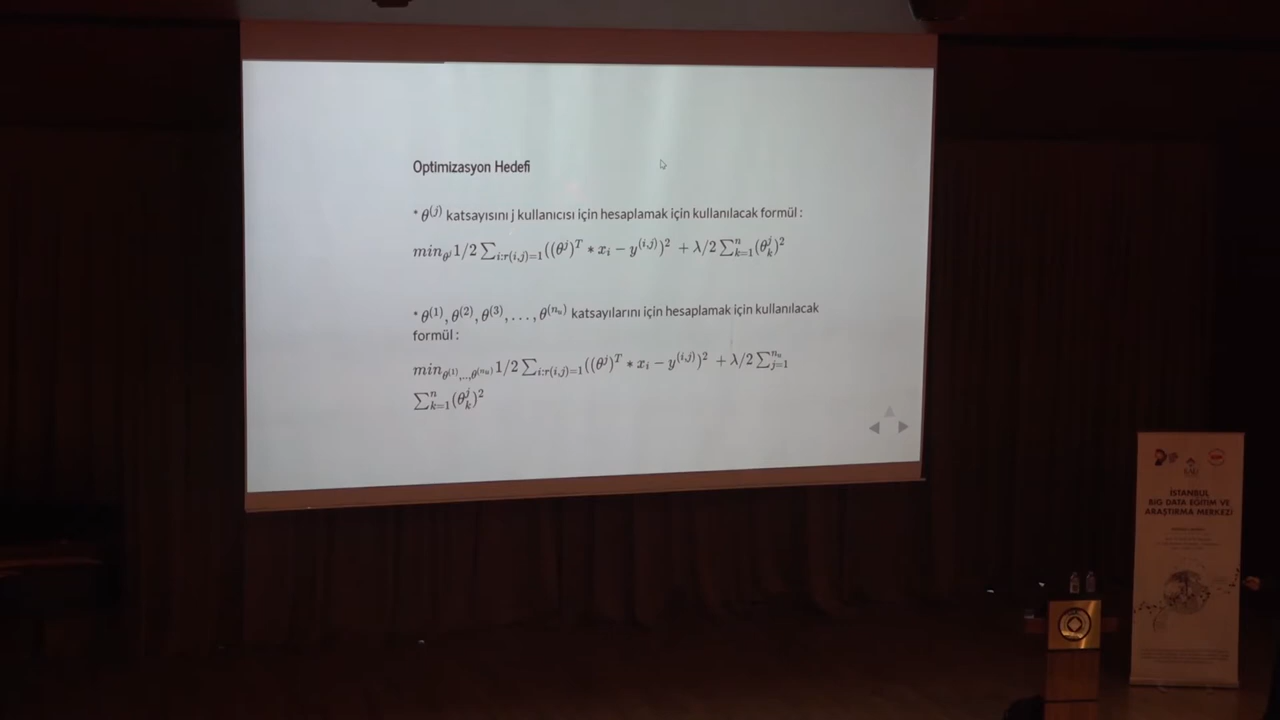 Optimizasyon Hedefi
* θ^(j) katsayısını j kullanıcısı için hesaplamak için kullanılacak formül :
min_{θ^j} 1/2 ∑_{i:r(i,j)=1} ((θ^j)^T * x_i − y^{(i,j)})^2 + λ/2 ∑_{k=1}^{n} (θ_k^j)^2
* θ^(1), θ^(2), θ^(3), . . . , θ^(n_u) katsayılarını için hesaplamak için kullanılacak
formül :
min_{θ^(1),...,θ^(n_u)} 1/2 ∑_{i:r(i,j)=1} ((θ^j)^T * x_i − y^{(i,j)})^2 + λ/2 ∑_{j=1}^{n_u}
∑_{k=1}^{n} (θ_k^j)^2
İSTANBUL
BİG DATA EĞİTİM VE
ARAŞTIRMA MERKEZİ